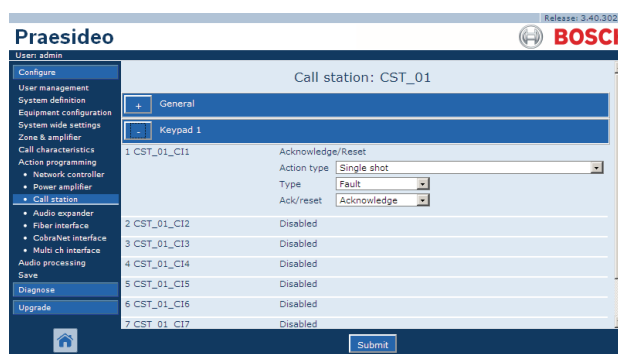 Release: 3.40.302
Praesideo
BOSCH
User: admin
Configure
User management
System definition
Equipment configuration
System wide settings
Zone & amplifier
Call characteristics
Action programming
• Network controller
• Power amplifier
• Call station
• Audio expander
• Fiber interface
• CobraNet interface
• Multi ch interface
Audio processing
Save
Diagnose
Upgrade
Call station: CST_01
+ General
- Keypad 1
1 CST_01_CI1 Acknowledge/Reset
Action type Single shot
Type Fault
Ack/reset Acknowledge
2 CST_01_CI2 Disabled
3 CST_01_CI3 Disabled
4 CST_01_CI4 Disabled
5 CST_01_CI5 Disabled
6 CST_01_CI6 Disabled
7 CST_01_CI7 Disabled
Submit